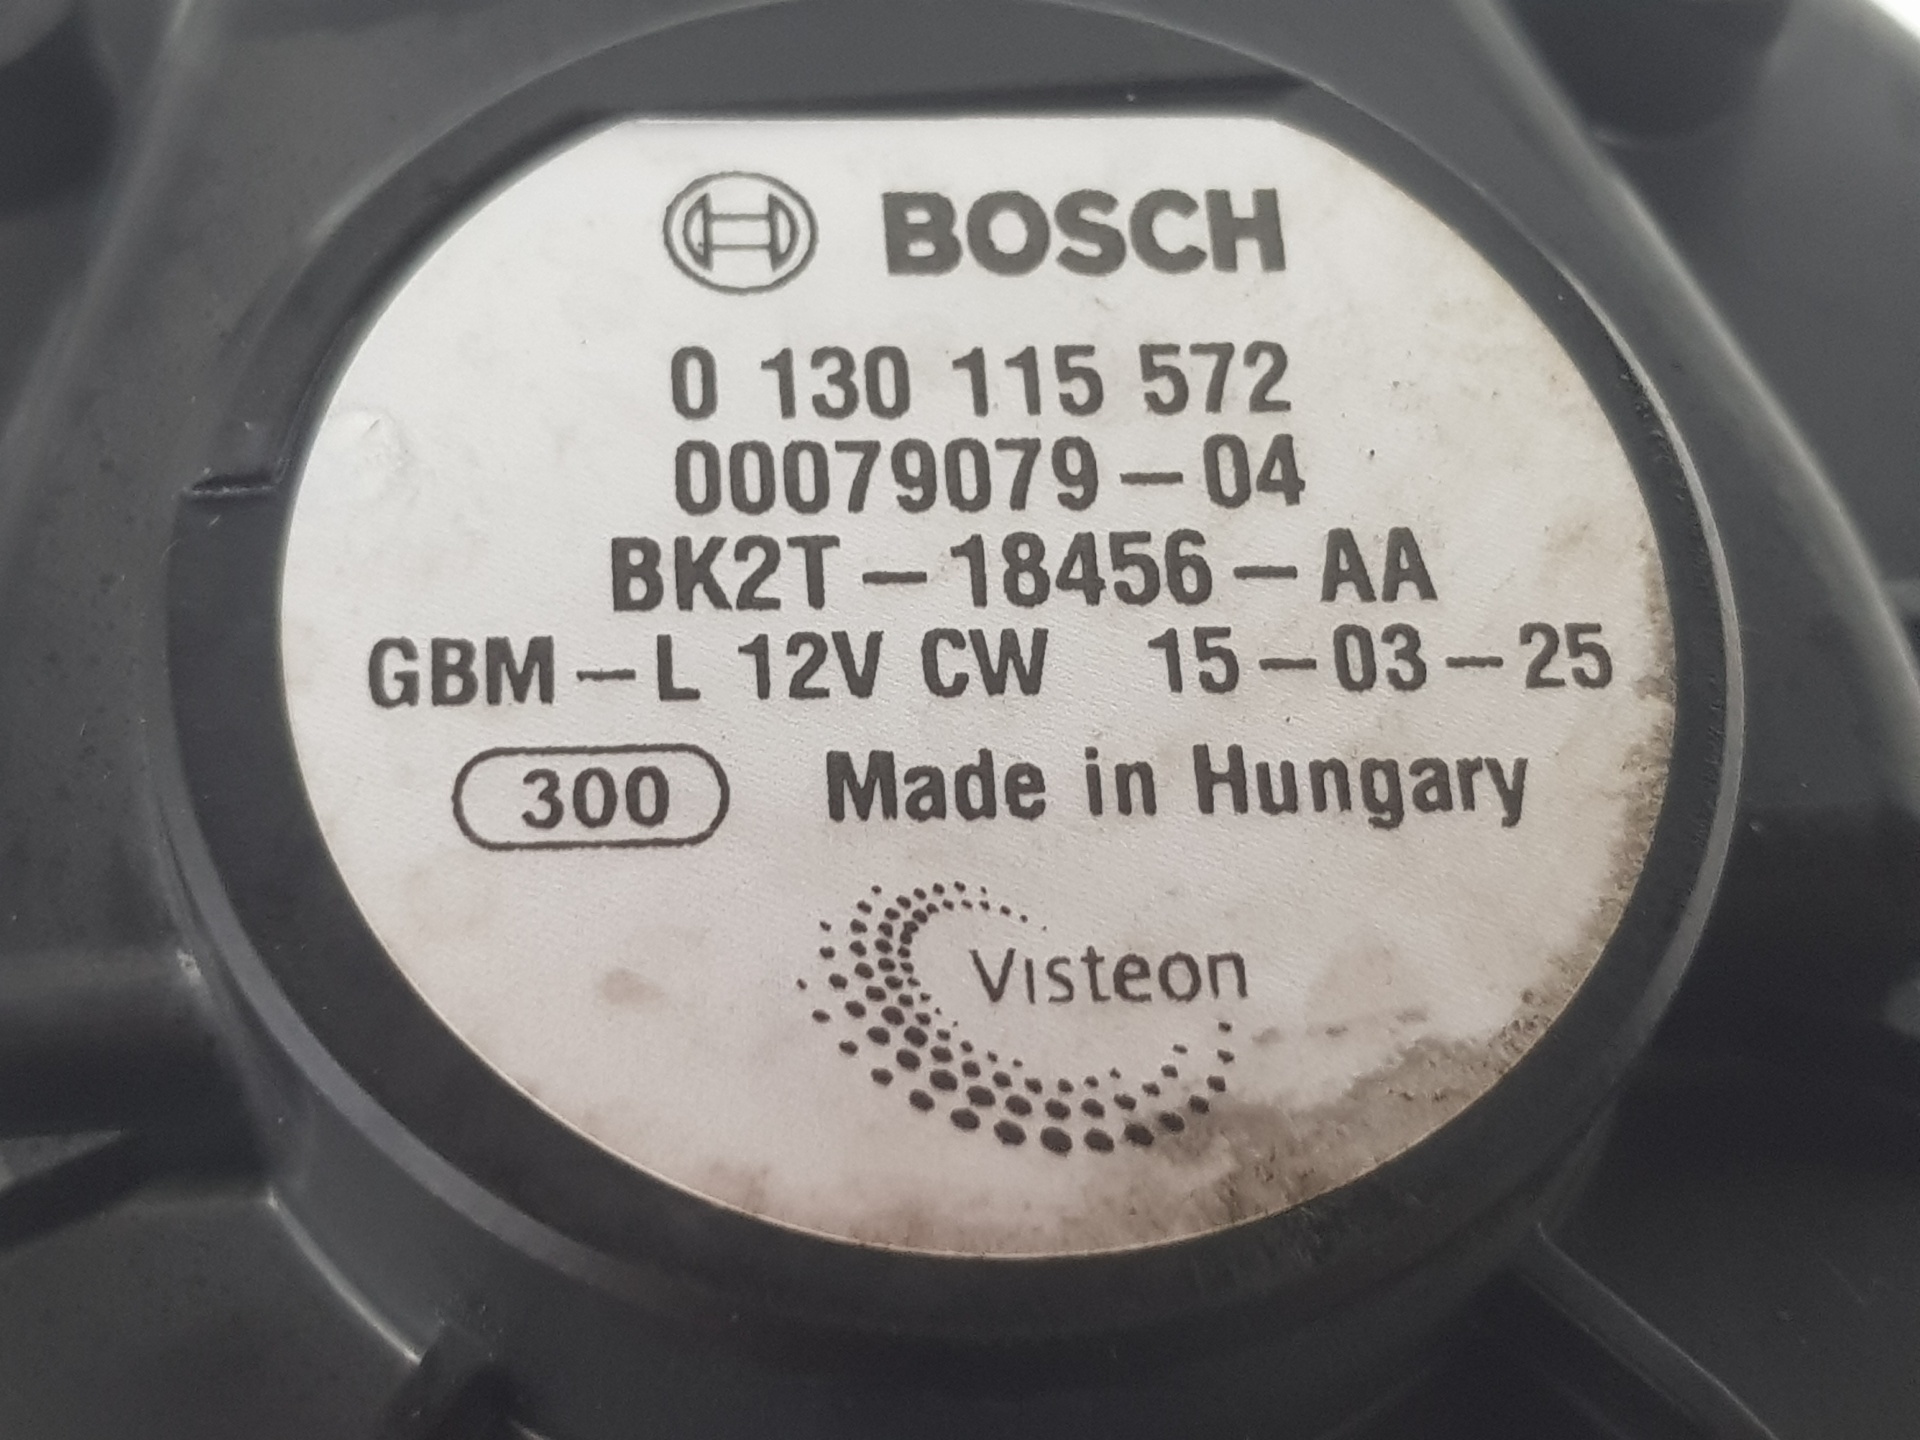 BOSCH
0 130 115 572
00079079-04
BK2T-18456-AA
GBM-L 12V CW 15-03-25
300 Made in Hungary
Visteon